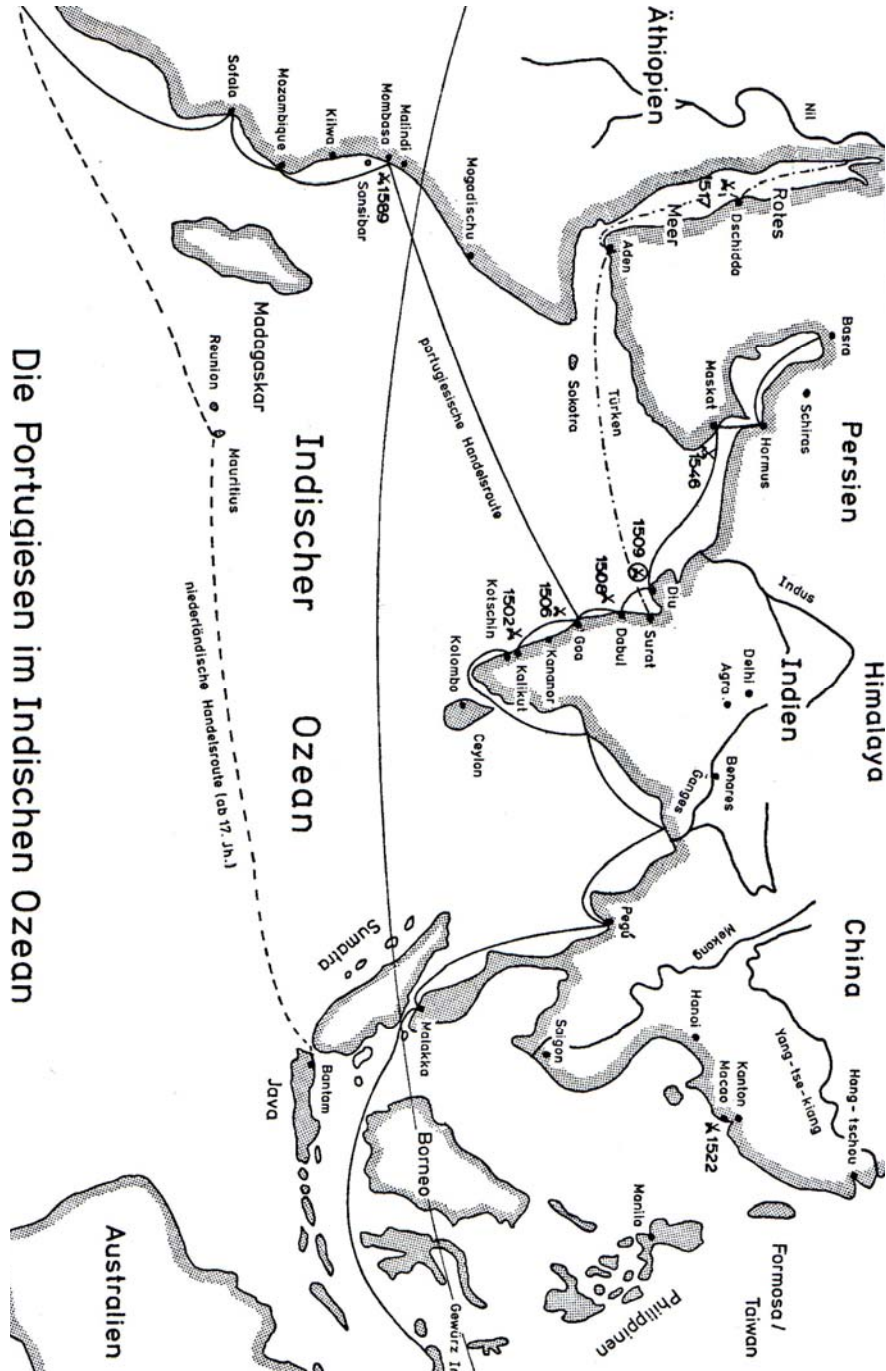 Äthiopien
Nil
1517
Rotes
Meer
Dschidda
Aden
Basra
Schiras
Persien
Maskat
Hormus
1546
Türken
Sokotra
Sofala
Mozambique
Kilwa
Mombasa
Malindi
Sansibar
1589
Mogadischu
Madagaskar
Reunion
Mauritius
portugiesische Handelsroute
Indischer
Ozean
niederländische Handelsroute (ab 17. Jh.)
1509
1508
1506
1502
Diu
Surat
Dabul
Goa
Kananor
Kalikut
Kotschin
Kolombo
Ceylon
Indus
Indien
Delhi
Agra
Benares
Ganges
Himalaya
China
Pegú
Mekong
Hanoi
Saigon
Kanton
Macao
1522
Yang-tse-kiang
Hang-tschou
Malakka
Sumatra
Bantam
Java
Borneo
Manila
Philippinen
Formosa/
Taiwan
Gewürz
Australien
Die Portugiesen im Indischen Ozean